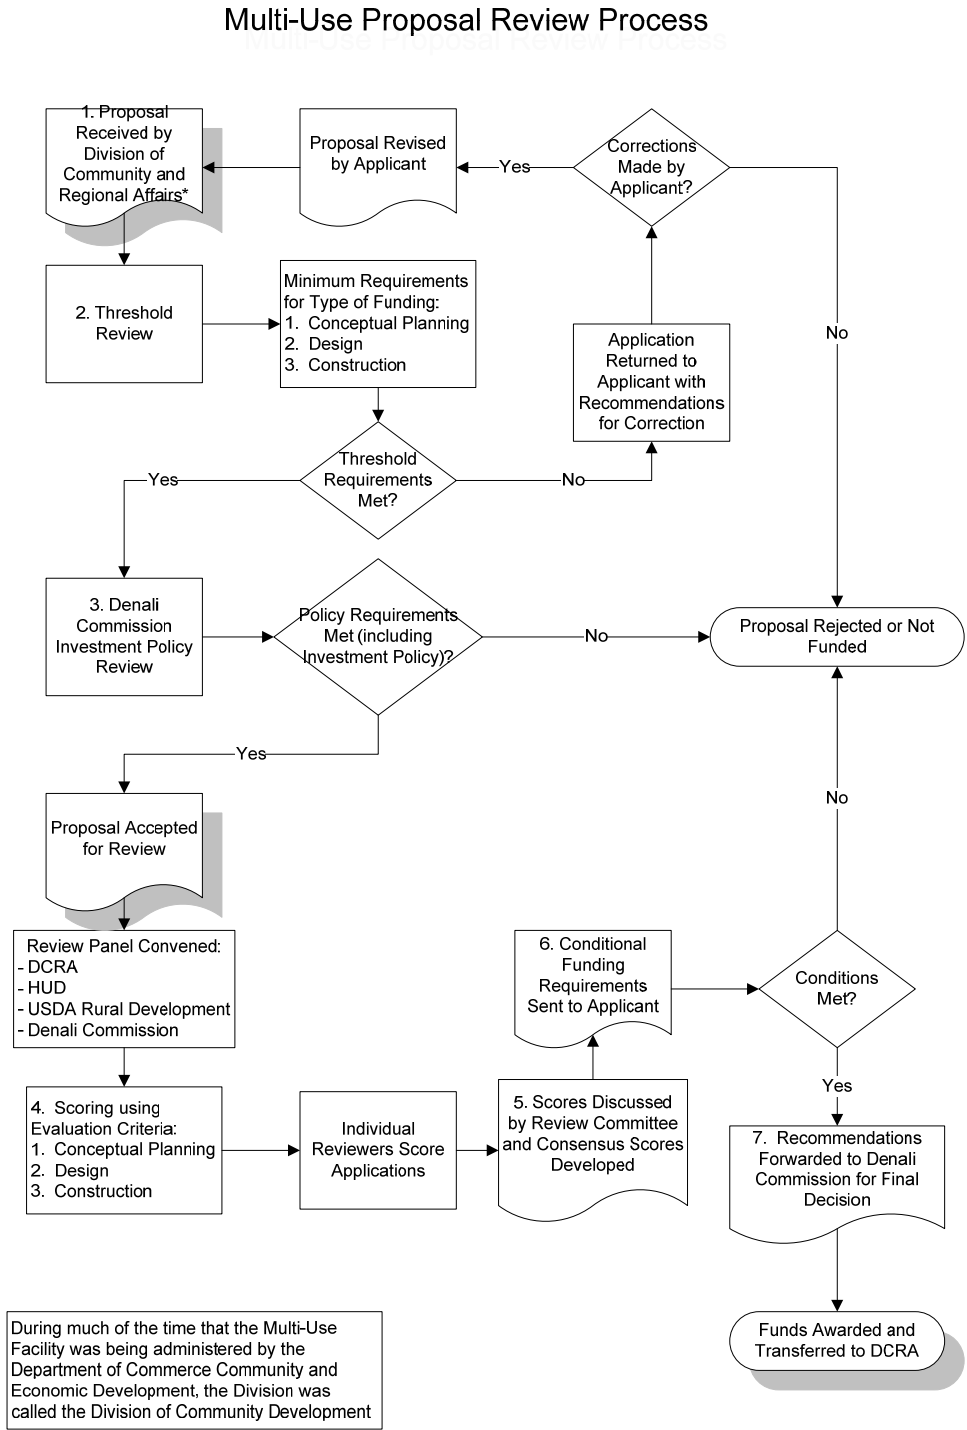 Multi-Use Proposal Review Process
1. Proposal
Received by
Division of
Community and
Regional Affairs*
Proposal Revised
by Applicant
Yes
Corrections
Made by
Applicant?
No
2. Threshold
Review
Minimum Requirements
for Type of Funding:
1. Conceptual Planning
2. Design
3. Construction
Application
Returned to
Applicant with
Recommendations
for Correction
Yes
Threshold
Requirements
Met?
No
3. Denali
Commission
Investment Policy
Review
Policy Requirements
Met (including
Investment Policy)?
No
Proposal Rejected or Not
Funded
Yes
No
Proposal Accepted
for Review
Review Panel Convened:
- DCRA
- HUD
- USDA Rural Development
- Denali Commission
6. Conditional
Funding
Requirements
Sent to Applicant
Conditions
Met?
Yes
4. Scoring using
Evaluation Criteria:
1. Conceptual Planning
2. Design
3. Construction
Individual
Reviewers Score
Applications
5. Scores Discussed
by Review Committee
and Consensus Scores
Developed
7. Recommendations
Forwarded to Denali
Commission for Final
Decision
Funds Awarded and
Transferred to DCRA
During much of the time that the Multi-Use
Facility was being administered by the
Department of Commerce Community and
Economic Development, the Division was
called the Division of Community Development